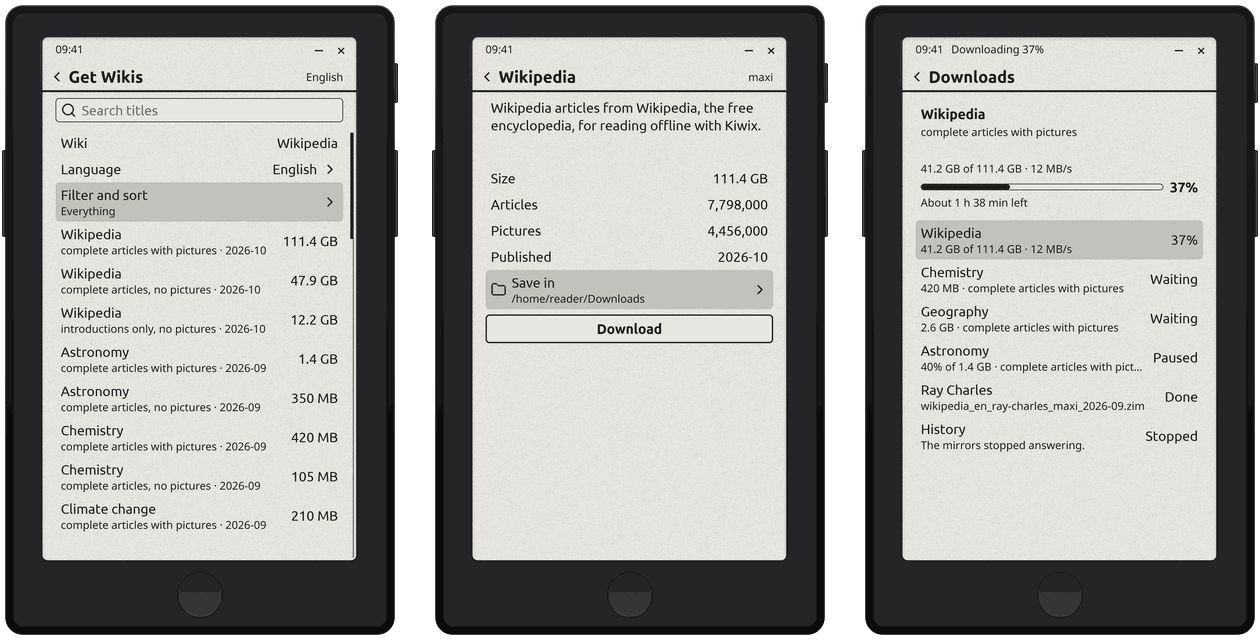 09:41
Get Wikis English
Search titles
Wiki Wikipedia
Language English
Filter and sort
Everything
Wikipedia 111.4 GB
complete articles with pictures · 2026-10
Wikipedia 47.9 GB
complete articles, no pictures · 2026-10
Wikipedia 12.2 GB
introductions only, no pictures · 2026-10
Astronomy 1.4 GB
complete articles with pictures · 2026-09
Astronomy 350 MB
complete articles, no pictures · 2026-09
Chemistry 420 MB
complete articles with pictures · 2026-09
Chemistry 105 MB
complete articles, no pictures · 2026-09
Climate change 210 MB
complete articles with pictures · 2026-09
09:41
Wikipedia maxi
Wikipedia articles from Wikipedia, the free
encyclopedia, for reading offline with Kiwix.
Size 111.4 GB
Articles 7,798,000
Pictures 4,456,000
Published 2026-10
Save in
/home/reader/Downloads
Download
09:41 Downloading 37%
Downloads
Wikipedia
complete articles with pictures
41.2 GB of 111.4 GB · 12 MB/s
37%
About 1 h 38 min left
Wikipedia 37%
41.2 GB of 111.4 GB · 12 MB/s
Chemistry Waiting
420 MB · complete articles with pictures
Geography Waiting
2.6 GB · complete articles with pictures
Astronomy Paused
40% of 1.4 GB · complete articles with pict...
Ray Charles Done
wikipedia_en_ray-charles_maxi_2026-09.zim
History Stopped
The mirrors stopped answering.